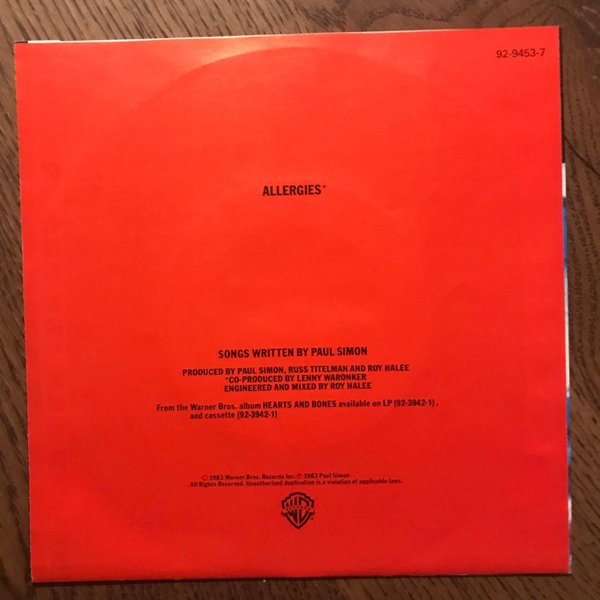 92-9453-7
ALLERGIES*
SONGS WRITTEN BY PAUL SIMON
PRODUCED BY PAUL SIMON, RUSS TITELMAN AND ROY HALEE
*CO-PRODUCED BY LENNY WARONKER
ENGINEERED AND MIXED BY ROY HALEE
From the Warner Bros. album HEARTS AND BONES available on LP (92-3942-1),
and cassette (92-3942-1)
© 1983 Warner Bros. Records Inc. ℗ 1983 Paul Simon
All Rights Reserved. Unauthorized duplication is a violation of applicable laws.